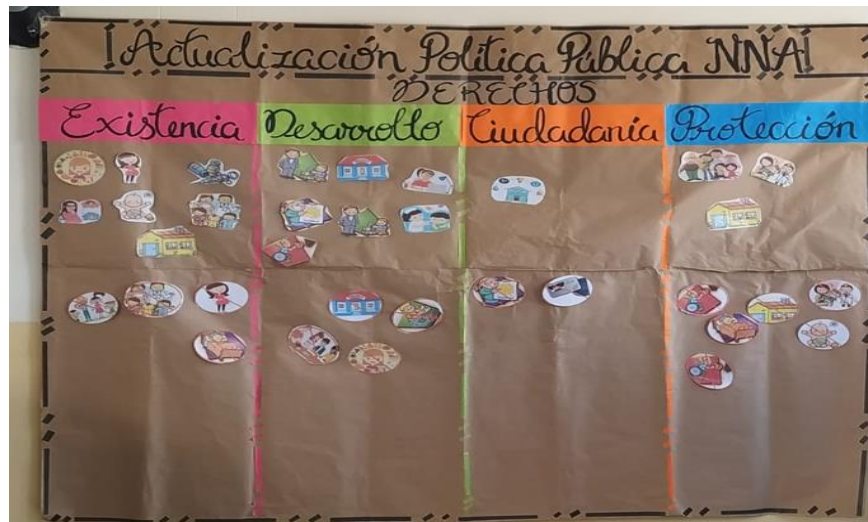 ¡Actualización Política Pública NNA!
DERECHOS
Existencia Desarrollo Ciudadanía Protección